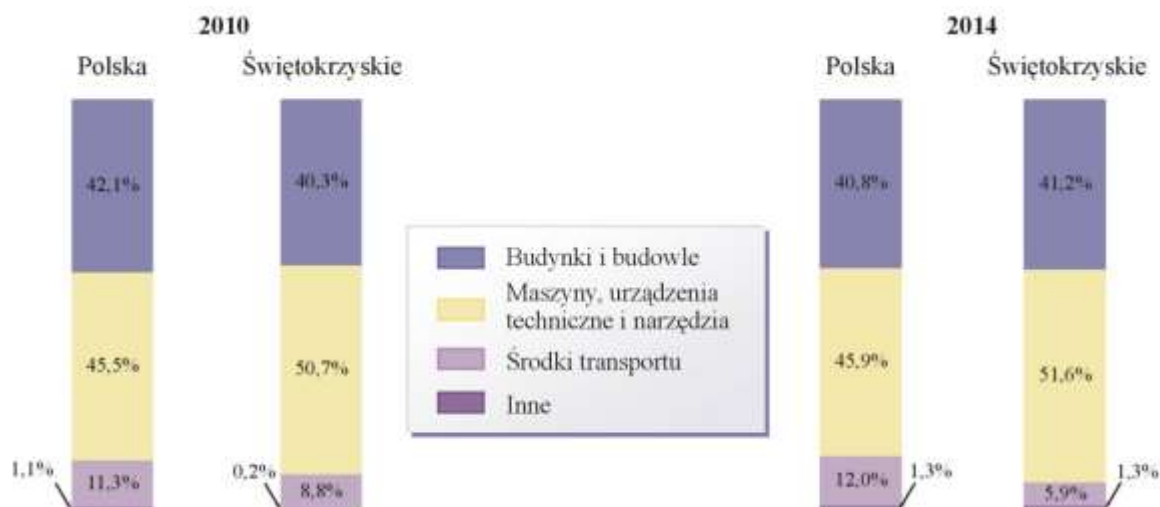 2010
Polska
Świętokrzyskie
42,1%
40,3%
45,5%
50,7%
1,1%
11,3%
0,2%
8,8%
Budynki i budowle
Maszyny, urządzenia
techniczne i narzędzia
Środki transportu
Inne
2014
Polska
Świętokrzyskie
40,8%
41,2%
45,9%
51,6%
12,0%
1,3%
5,9%
1,3%